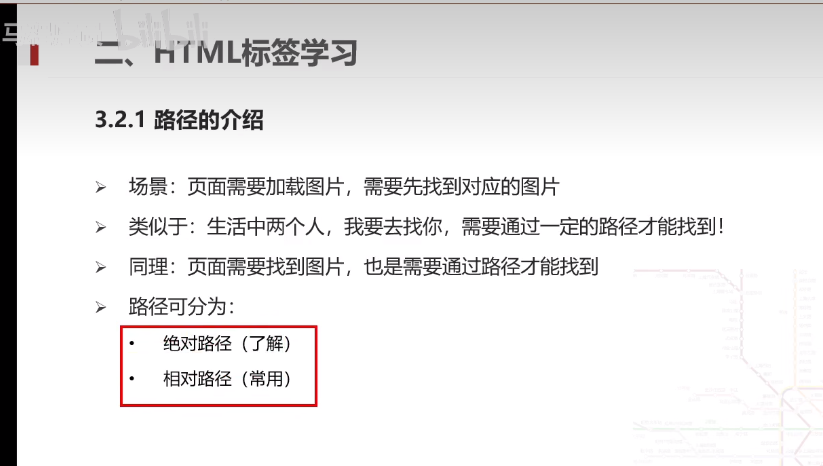 bilibili
二、HTML标签学习
3.2.1 路径的介绍
场景：页面需要加载图片，需要先找到对应的图片
类似于：生活中两个人，我要去找你，需要通过一定的路径才能找到！
同理：页面需要找到图片，也是需要通过路径才能找到
路径可分为：
绝对路径（了解）
相对路径（常用）